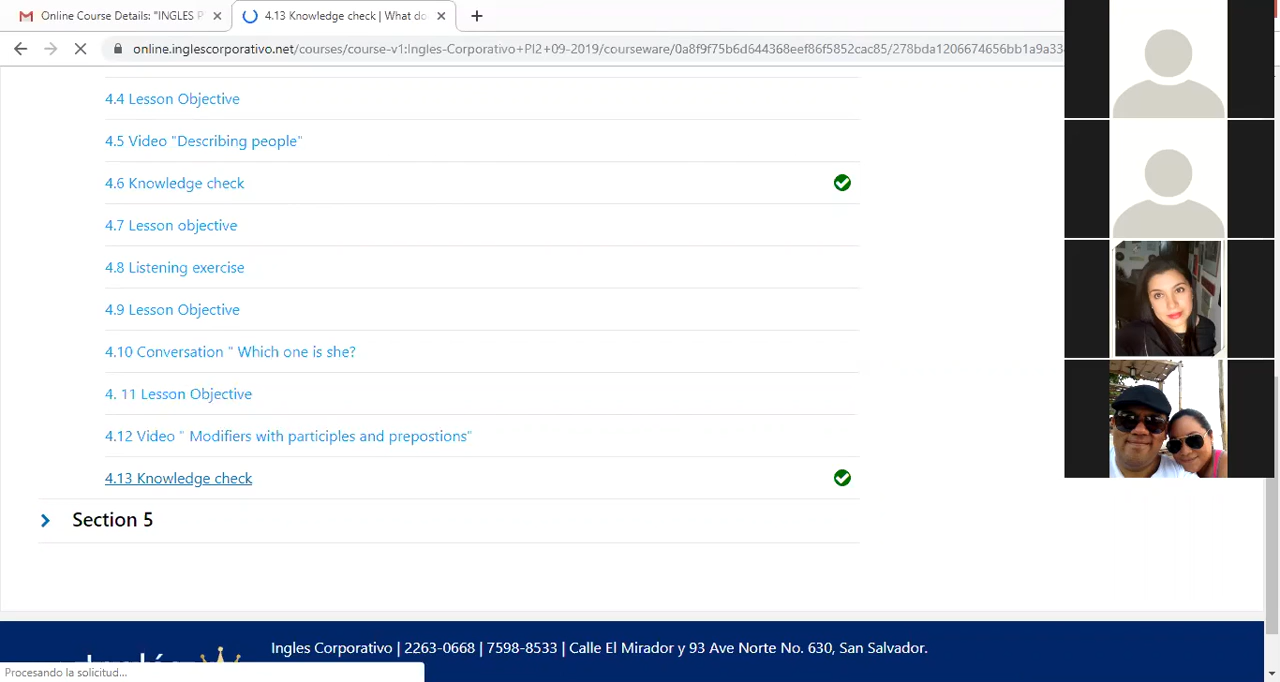 Online Course Details: "INGLES P
4.13 Knowledge check | What do
online.inglescorporativo.net/courses/course-v1:Ingles-Corporativo+PI2+09-2019/courseware/0a8f9f75b6d644368eef86f5852cac85/278bda1206674656bb1a9a33
4.4 Lesson Objective
4.5 Video "Describing people"
4.6 Knowledge check
4.7 Lesson objective
4.8 Listening exercise
4.9 Lesson Objective
4.10 Conversation " Which one is she?
4. 11 Lesson Objective
4.12 Video " Modifiers with participles and prepostions"
4.13 Knowledge check
Section 5
Ingles Corporativo | 2263-0668 | 7598-8533 | Calle El Mirador y 93 Ave Norte No. 630, San Salvador.
Procesando la solicitud...